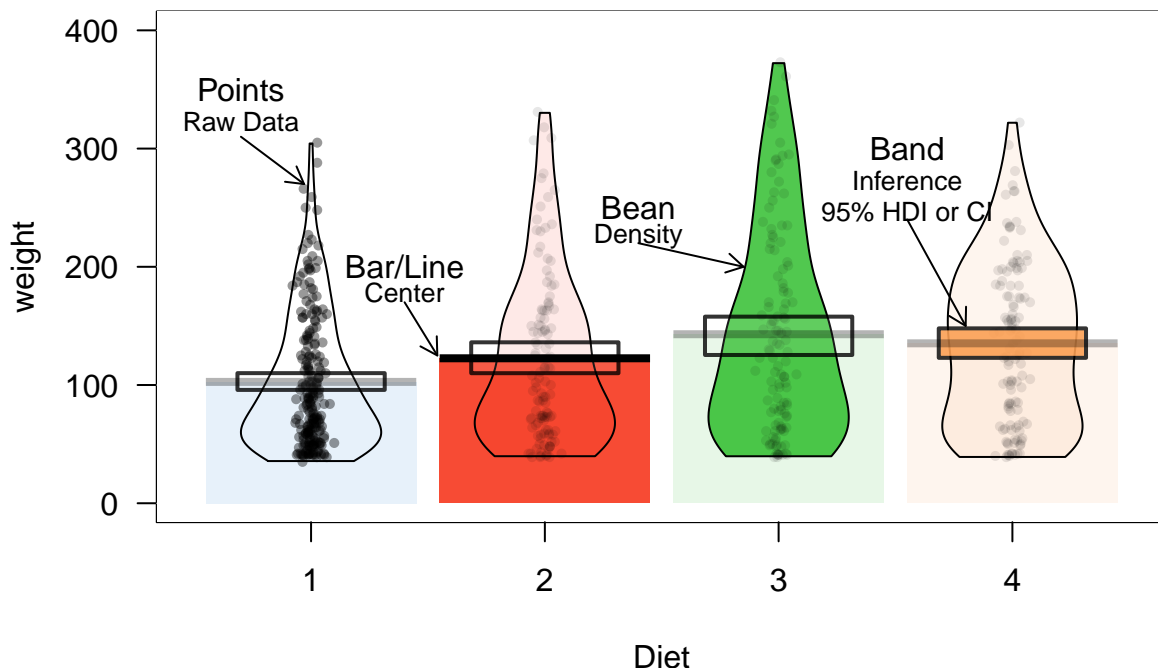 400
300
200
100
0
weight
Points
Raw Data
Bar/Line
Center
Bean
Density
Band
Inference
95% HDI or CI
1
2
3
4
Diet